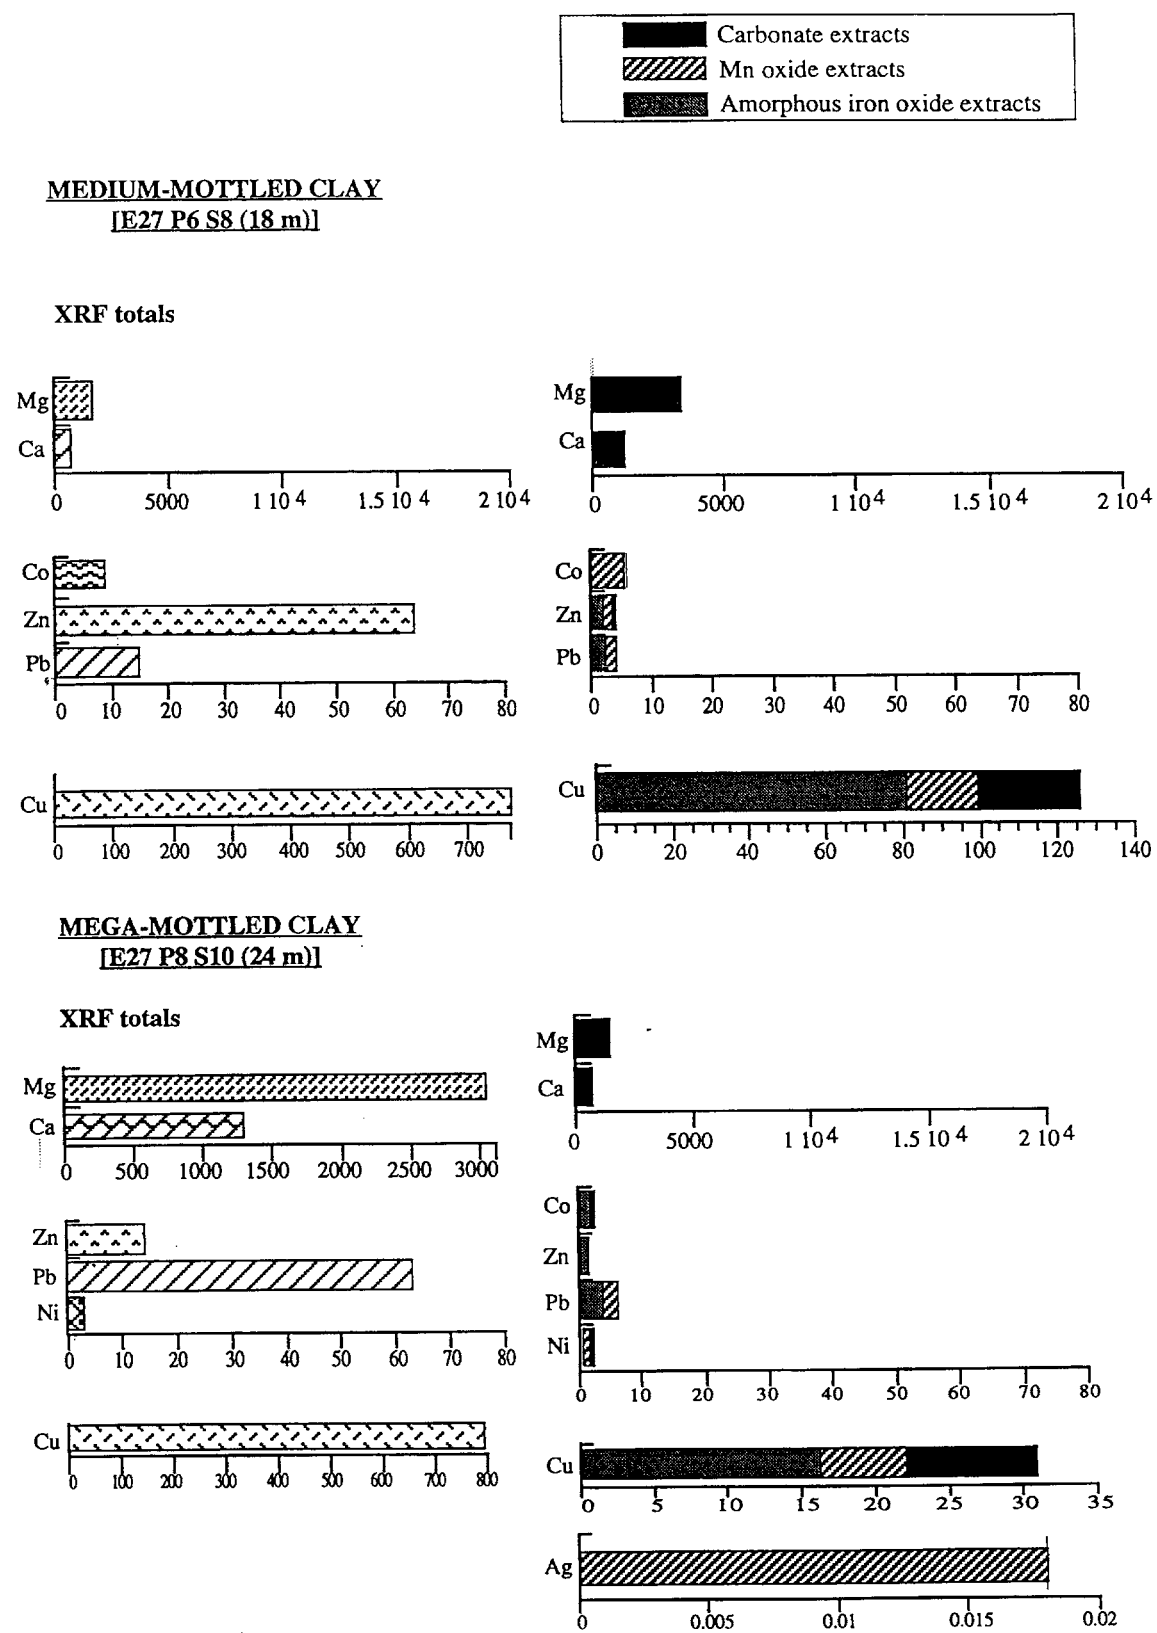 Carbonate extracts
Mn oxide extracts
Amorphous iron oxide extracts
MEDIUM-MOTTLED CLAY
[E27 P6 S8 (18 m)]
XRF totals
Mg
Ca
0 5000 1 10 4 1.5 10 4 2 10 4
Mg
Ca
0 5000 1 10 4 1.5 10 4 2 10 4
Co
Zn
Pb
0 10 20 30 40 50 60 70 80
Co
Zn
Pb
0 10 20 30 40 50 60 70 80
Cu
0 100 200 300 400 500 600 700
Cu
0 20 40 60 80 100 120 140
MEGA-MOTTLED CLAY
[E27 P8 S10 (24 m)]
XRF totals
Mg
Ca
0 500 1000 1500 2000 2500 3000
Mg
Ca
0 5000 1 10 4 1.5 10 4 2 10 4
Zn
Pb
Ni
0 10 20 30 40 50 60 70 80
Co
Zn
Pb
Ni
0 10 20 30 40 50 60 70 80
Cu
0 100 200 300 400 500 600 700 800
Cu
0 5 10 15 20 25 30 35
Ag
0 0.005 0.01 0.015 0.02